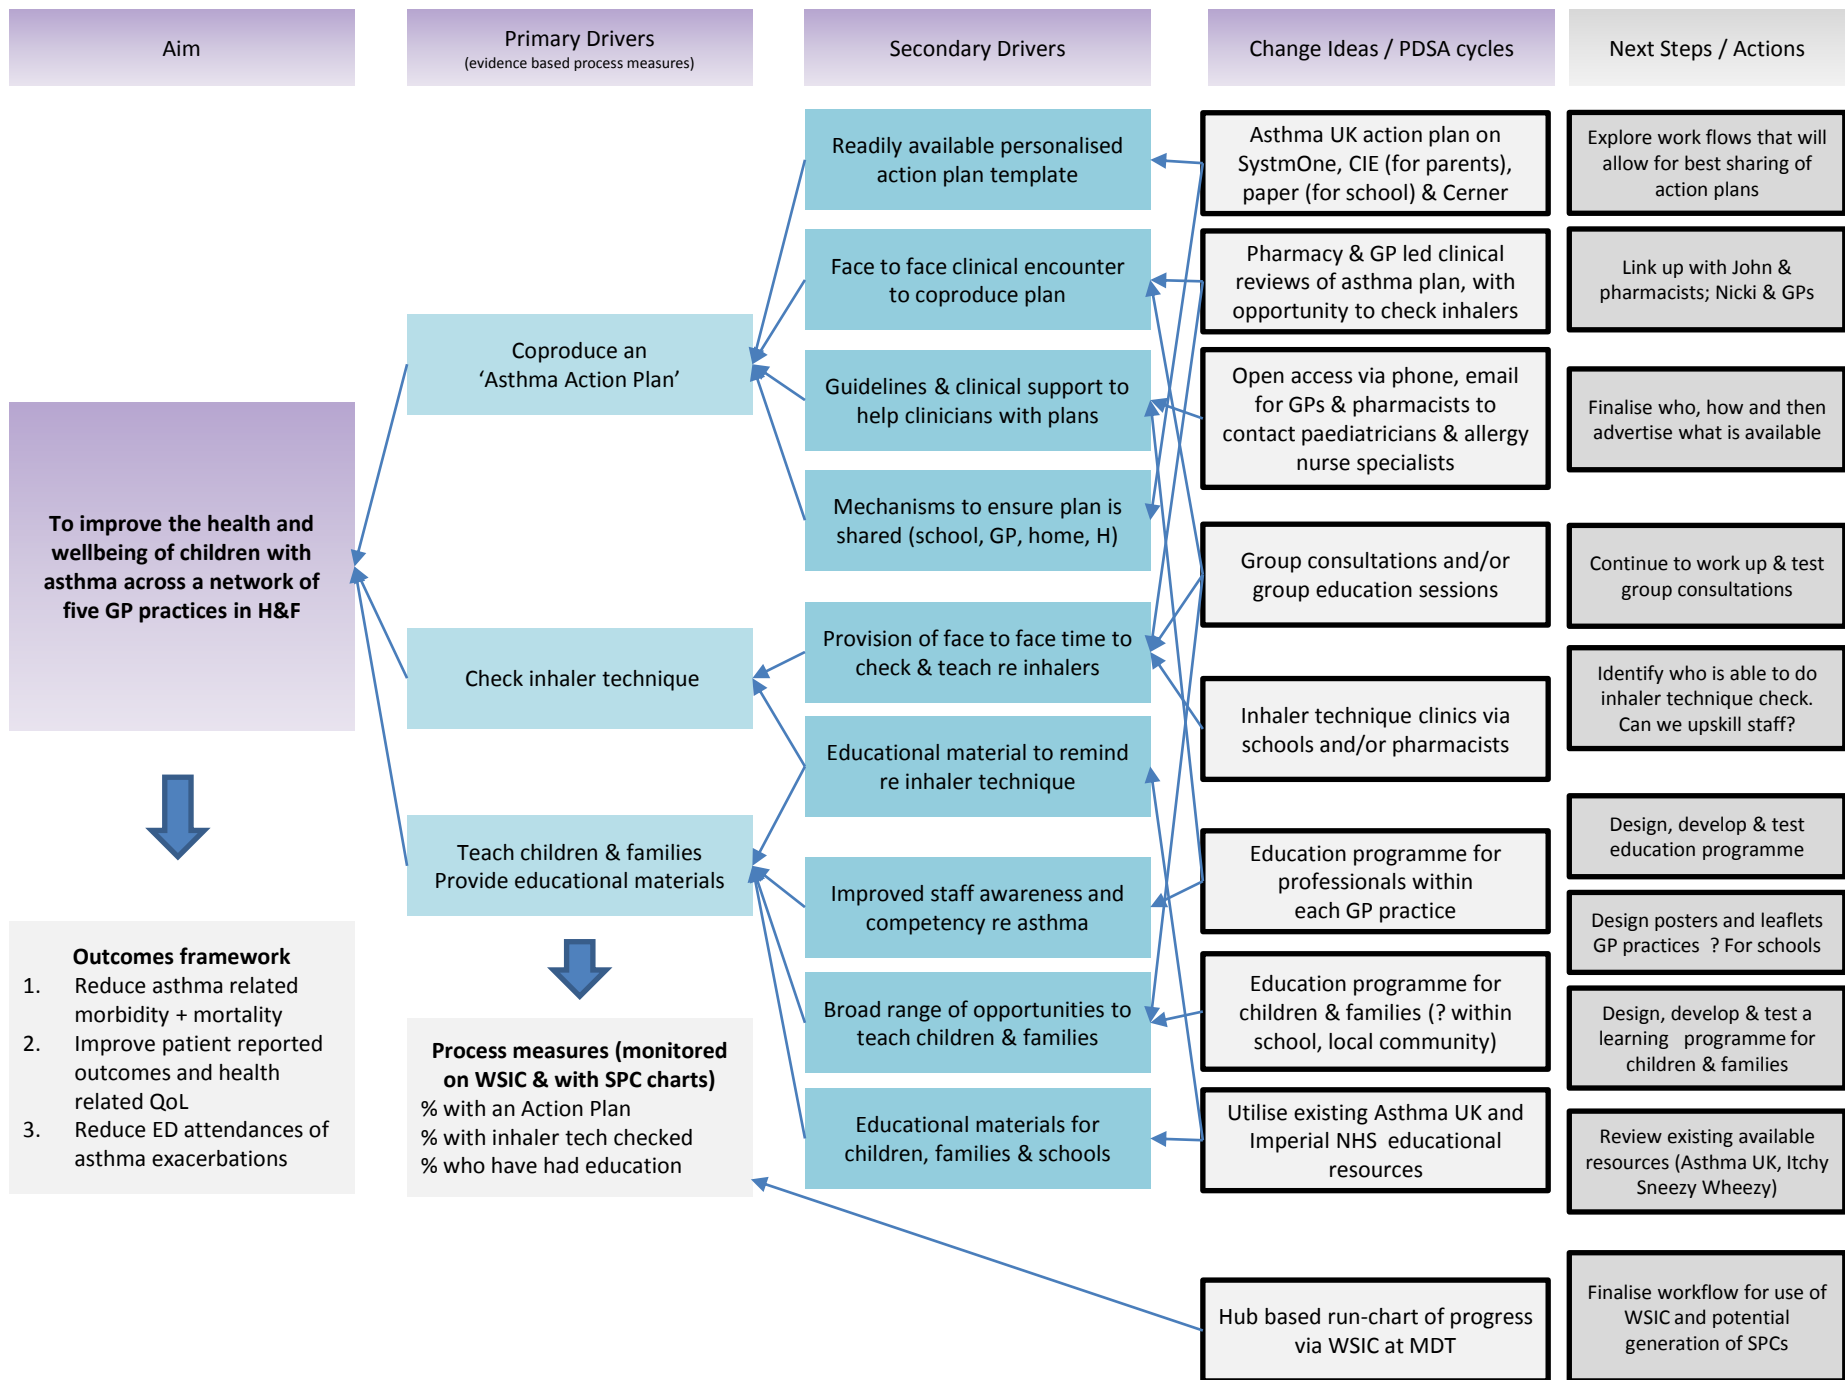 Aim
Primary Drivers
(evidence based process measures)
Secondary Drivers
Change Ideas / PDSA cycles
Next Steps / Actions
To improve the health and
wellbeing of children with
asthma across a network of
five GP practices in H&F
Outcomes framework
1. Reduce asthma related
morbidity + mortality
2. Improve patient reported
outcomes and health
related QoL
3. Reduce ED attendances of
asthma exacerbations
Coproduce an
‘Asthma Action Plan’
Check inhaler technique
Teach children & families
Provide educational materials
Process measures (monitored
on WSIC & with SPC charts)
% with an Action Plan
% with inhaler tech checked
% who have had education
Readily available personalised
action plan template
Face to face clinical encounter
to coproduce plan
Guidelines & clinical support to
help clinicians with plans
Mechanisms to ensure plan is
shared (school, GP, home, H)
Provision of face to face time to
check & teach re inhalers
Educational material to remind
re inhaler technique
Improved staff awareness and
competency re asthma
Broad range of opportunities to
teach children & families
Educational materials for
children, families & schools
Asthma UK action plan on
SystmOne, CIE (for parents),
paper (for school) & Cerner
Pharmacy & GP led clinical
reviews of asthma plan, with
opportunity to check inhalers
Open access via phone, email
for GPs & pharmacists to
contact paediatricians & allergy
nurse specialists
Group consultations and/or
group education sessions
Inhaler technique clinics via
schools and/or pharmacists
Education programme for
professionals within
each GP practice
Education programme for
children & families (? within
school, local community)
Utilise existing Asthma UK and
Imperial NHS educational
resources
Hub based run-chart of progress
via WSIC at MDT
Explore work flows that will
allow for best sharing of
action plans
Link up with John &
pharmacists; Nicki & GPs
Finalise who, how and then
advertise what is available
Continue to work up & test
group consultations
Identify who is able to do
inhaler technique check.
Can we upskill staff?
Design, develop & test
education programme
Design posters and leaflets
GP practices ? For schools
Design, develop & test a
learning programme for
children & families
Review existing available
resources (Asthma UK, Itchy
Sneezy Wheezy)
Finalise workflow for use of
WSIC and potential
generation of SPCs